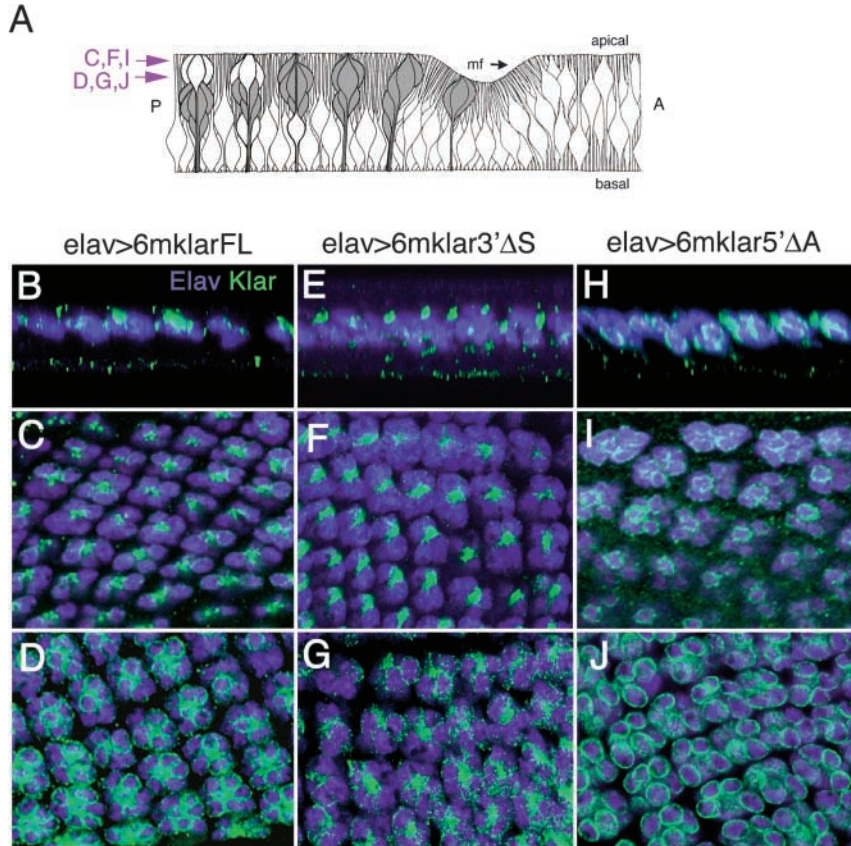 A
apical
mf
C,F,I
D,G,J
P
A
basal
elav>6mklarFL
elav>6mklar3'ΔS
elav>6mklar5'ΔA
B
Elav Klar
E
H
C
F
I
D
G
J